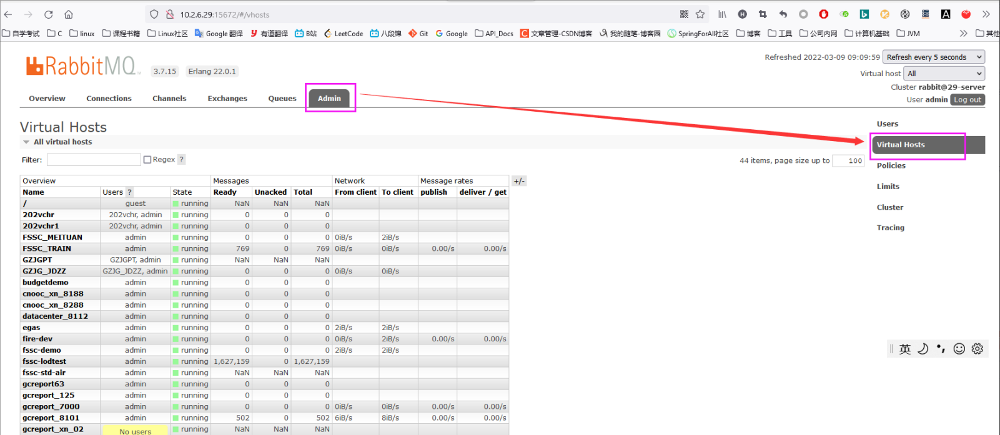 10.2.6.29:15672/#/vhosts
自学考试 C linux 课程书籍 Linux社区 Google 翻译 有道翻译 B站 LeetCode 八段锦 Git Google API_Docs 文章管理-CSDN博客 我的随笔-博客园 SpringForAll社区 博客 工具 公司内网 计算机基础 JVM 其他
RabbitMQ 3.7.15 Erlang 22.0.1
Refreshed 2022-03-09 09:09:59 Refresh every 5 seconds
Virtual host All
Cluster rabbit@29-server
User admin Log out
Overview Connections Channels Exchanges Queues Admin
Virtual Hosts
All virtual hosts
Filter: Regex ?
44 items, page size up to 100
Users
Virtual Hosts
Policies
Limits
Cluster
Tracing
Overview Messages Network Message rates +/-
Name Users ? State Ready Unacked Total From client To client publish deliver / get
/ guest running NaN NaN NaN
202vchr 202vchr, admin running 0 0 0
202vchr1 202vchr, admin running 0 0 0
FSSC_MEITUAN admin running 0 0 0 0iB/s 2iB/s
FSSC_TRAIN admin running 769 0 769 0iB/s 0iB/s 0.00/s 0.00/s
GZJGPT GZJGPT, admin running NaN NaN NaN
GZJG_JDZZ GZJG_JDZZ, admin running 0 0 0 0iB/s 0iB/s
budgetdemo admin running 0 0 0
cnooc_xn_8188 admin running 0 0 0
cnooc_xn_8288 admin running 0 0 0
datacenter_8112 admin running 0 0 0
egas admin running 0 0 0 2iB/s 2iB/s
fire-dev admin running 0 0 0 0iB/s 2iB/s 0.00/s 0.00/s
fssc-demo admin running 0 0 0 2iB/s 2iB/s
fssc-lodtest admin running 1,627,159 0 1,627,159
fssc-std-air admin running NaN NaN NaN
gcreport63 admin running 0 0 0
gcreport_125 admin running 0 0 0
gcreport_7000 admin running 0 0 0 0iB/s 0iB/s 0.00/s 0.00/s
gcreport_8101 admin running 502 0 502 6iB/s 8iB/s 0.00/s 0.00/s
gcreport_xn_02 No users running NaN NaN NaN
英